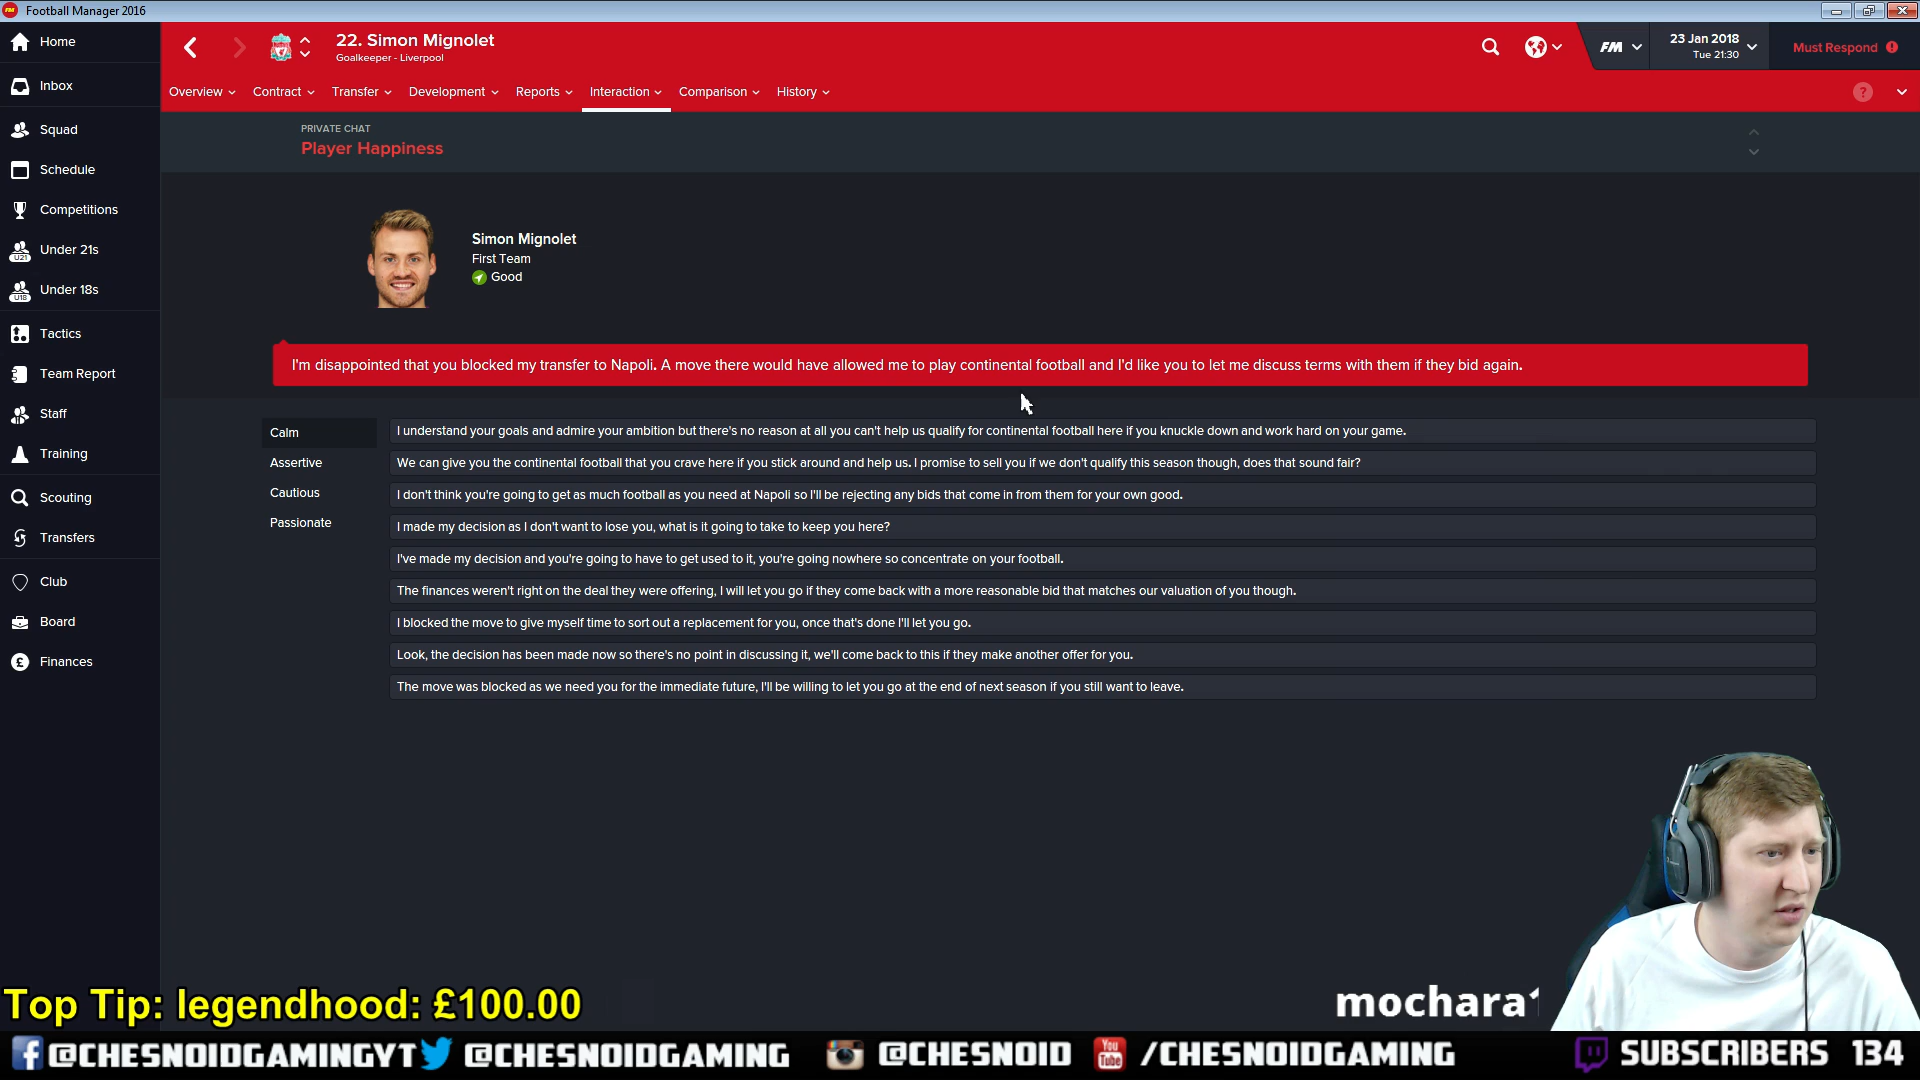 Football Manager 2016
Home
Inbox
Squad
Schedule
Competitions
U21
Under 21s
U18
Under 18s
Tactics
Team Report
Staff
Training
Scouting
Transfers
Club
Board
£
Finances
22. Simon Mignolet
Goalkeeper - Liverpool
FM
23 Jan 2018
Tue 21:30
Must Respond
Overview
Contract
Transfer
Development
Reports
Interaction
Comparison
History
?
PRIVATE CHAT
Player Happiness
Simon Mignolet
First Team
Good
I'm disappointed that you blocked my transfer to Napoli. A move there would have allowed me to play continental football and I'd like you to let me discuss terms with them if they bid again.
Calm
Assertive
Cautious
Passionate
I understand your goals and admire your ambition but there's no reason at all you can't help us qualify for continental football here if you knuckle down and work hard on your game.
We can give you the continental football that you crave here if you stick around and help us. I promise to sell you if we don't qualify this season though, does that sound fair?
I don't think you're going to get as much football as you need at Napoli so I'll be rejecting any bids that come in from them for your own good.
I made my decision as I don't want to lose you, what is it going to take to keep you here?
I've made my decision and you're going to have to get used to it, you're going nowhere so concentrate on your football.
The finances weren't right on the deal they were offering, I will let you go if they come back with a more reasonable bid that matches our valuation of you though.
I blocked the move to give myself time to sort out a replacement for you, once that's done I'll let you go.
Look, the decision has been made now so there's no point in discussing it, we'll come back to this if they make another offer for you.
The move was blocked as we need you for the immediate future, I'll be willing to let you go at the end of next season if you still want to leave.
Top Tip: legendhood: £100.00
mochara1
@CHESNOIDGAMINGYT
@CHESNOIDGAMING
@CHESNOID
You Tube
/CHESNOIDGAMING
SUBSCRIBERS 134